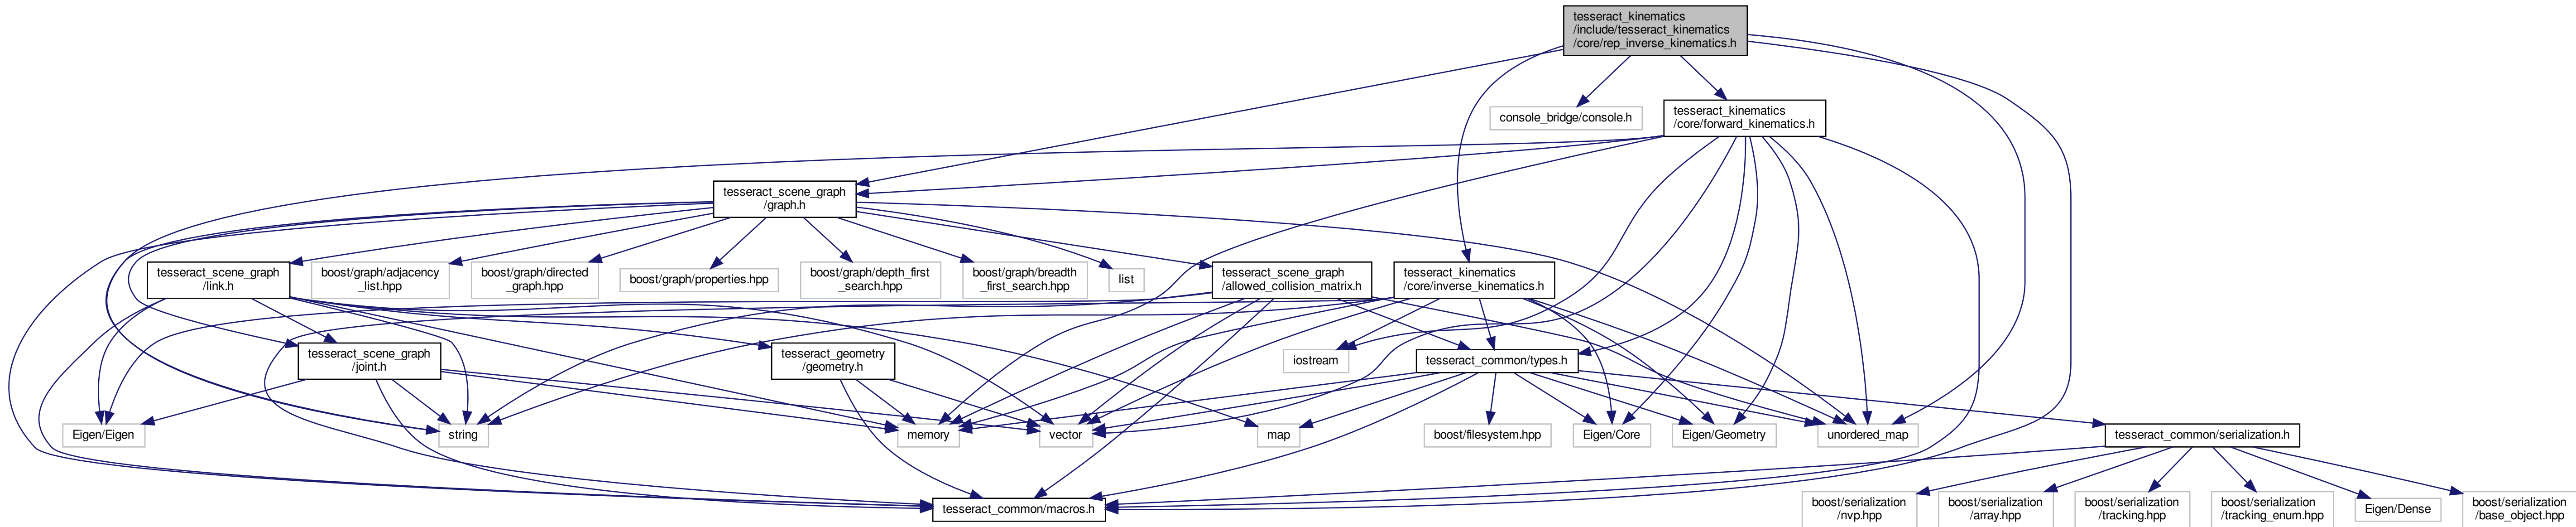 tesseract_kinematics
/include/tesseract_kinematics
/core/rep_inverse_kinematics.h
console_bridge/console.h
tesseract_kinematics
/core/forward_kinematics.h
tesseract_scene_graph
/graph.h
tesseract_scene_graph
/link.h
boost/graph/adjacency
_list.hpp
boost/graph/directed
_graph.hpp
boost/graph/properties.hpp
boost/graph/depth_first
_search.hpp
boost/graph/breadth
_first_search.hpp
list
tesseract_scene_graph
/allowed_collision_matrix.h
tesseract_kinematics
/core/inverse_kinematics.h
tesseract_scene_graph
/joint.h
tesseract_geometry
/geometry.h
iostream
tesseract_common/types.h
Eigen/Eigen
string
memory
vector
map
boost/filesystem.hpp
Eigen/Core
Eigen/Geometry
unordered_map
tesseract_common/serialization.h
tesseract_common/macros.h
boost/serialization
/nvp.hpp
boost/serialization
/array.hpp
boost/serialization
/tracking.hpp
boost/serialization
/tracking_enum.hpp
Eigen/Dense
boost/serialization
/base_object.hpp